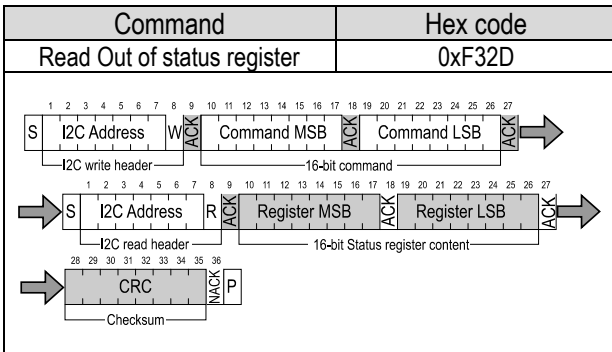 Command Hex code
Read Out of status register 0xF32D
1 2 3 4 5 6 7 8 9 10 11 12 13 14 15 16 17 18 19 20 21 22 23 24 25 26 27
S I2C Address W ACK Command MSB ACK Command LSB ACK
I2C write header 16-bit command
1 2 3 4 5 6 7 8 9 10 11 12 13 14 15 16 17 18 19 20 21 22 23 24 25 26 27
S I2C Address R ACK Register MSB ACK Register LSB ACK
I2C read header 16-bit Status register content
28 29 30 31 32 33 34 35 36
CRC NACK P
Checksum